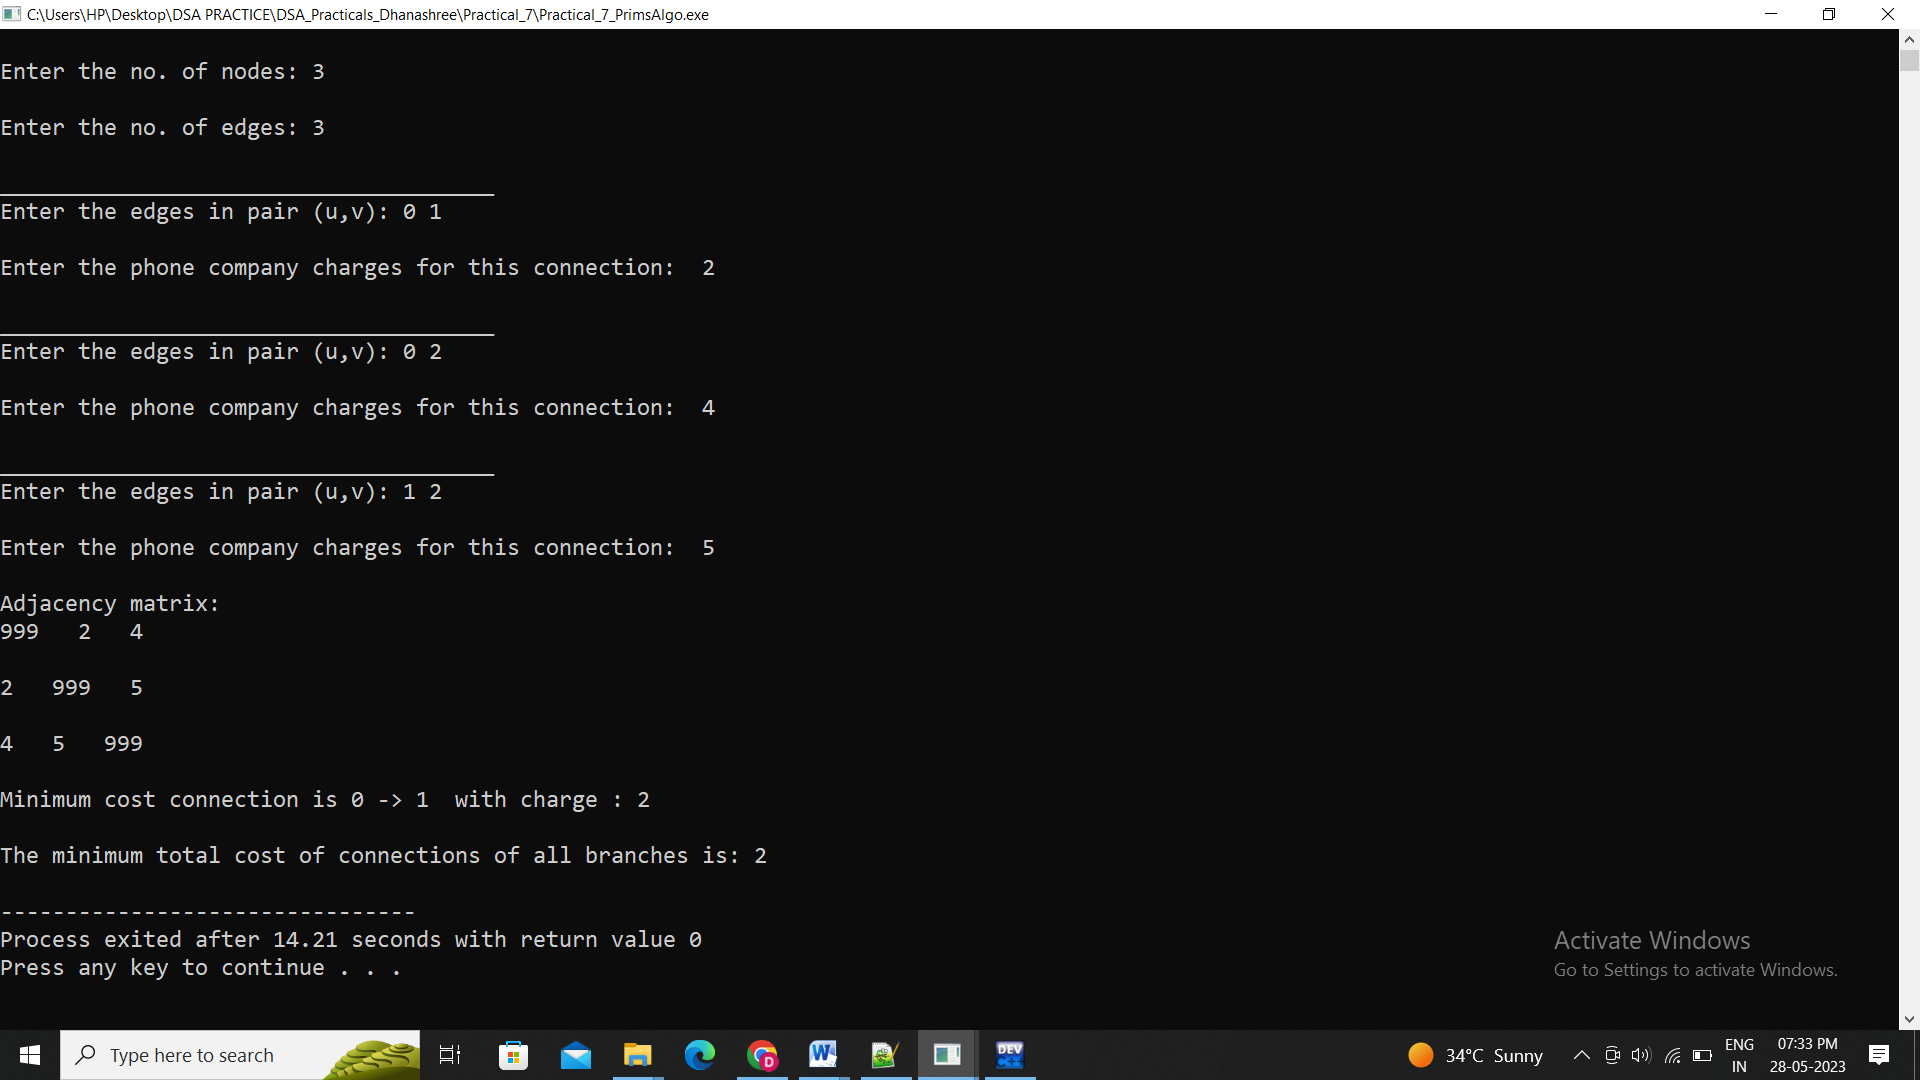 C:\Users\HP\Desktop\DSA PRACTICE\DSA_Practicals_Dhanashree\Practical_7\Practical_7_PrimsAlgo.exe
Enter the no. of nodes: 3
Enter the no. of edges: 3
______________________________________
Enter the edges in pair (u,v): 0 1
Enter the phone company charges for this connection:  2
______________________________________
Enter the edges in pair (u,v): 0 2
Enter the phone company charges for this connection:  4
______________________________________
Enter the edges in pair (u,v): 1 2
Enter the phone company charges for this connection:  5
Adjacency matrix:
999   2   4
2   999   5
4   5   999
Minimum cost connection is 0 -> 1  with charge : 2
The minimum total cost of connections of all branches is: 2
--------------------------------
Process exited after 14.21 seconds with return value 0
Press any key to continue . . .
Activate Windows
Go to Settings to activate Windows.
Type here to search
D
W
DEV
C++
34°C Sunny
ENG
IN
07:33 PM
28-05-2023